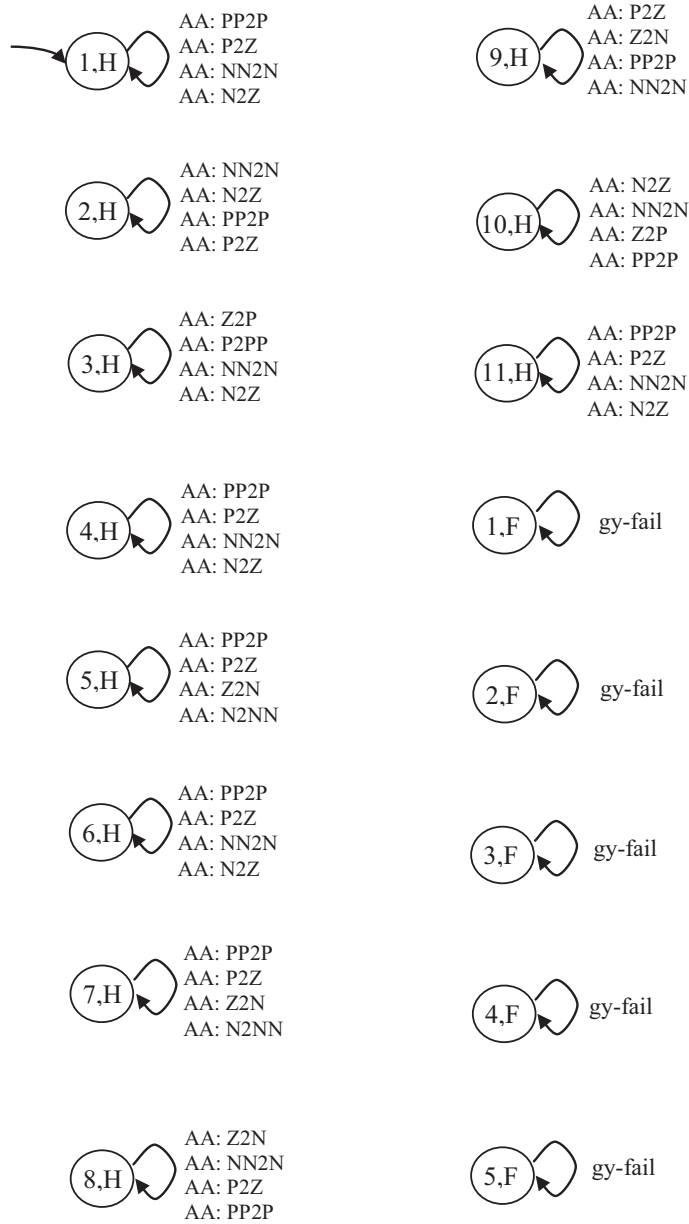 1,H
AA: PP2P
AA: P2Z
AA: NN2N
AA: N2Z
2,H
AA: NN2N
AA: N2Z
AA: PP2P
AA: P2Z
3,H
AA: Z2P
AA: P2PP
AA: NN2N
AA: N2Z
4,H
AA: PP2P
AA: P2Z
AA: NN2N
AA: N2Z
5,H
AA: PP2P
AA: P2Z
AA: Z2N
AA: N2NN
6,H
AA: PP2P
AA: P2Z
AA: NN2N
AA: N2Z
7,H
AA: PP2P
AA: P2Z
AA: Z2N
AA: N2NN
8,H
AA: Z2N
AA: NN2N
AA: P2Z
AA: PP2P
9,H
AA: P2Z
AA: Z2N
AA: PP2P
AA: NN2N
10,H
AA: N2Z
AA: NN2N
AA: Z2P
AA: PP2P
11,H
AA: PP2P
AA: P2Z
AA: NN2N
AA: N2Z
1,F
gy-fail
2,F
gy-fail
3,F
gy-fail
4,F
gy-fail
5,F
gy-fail